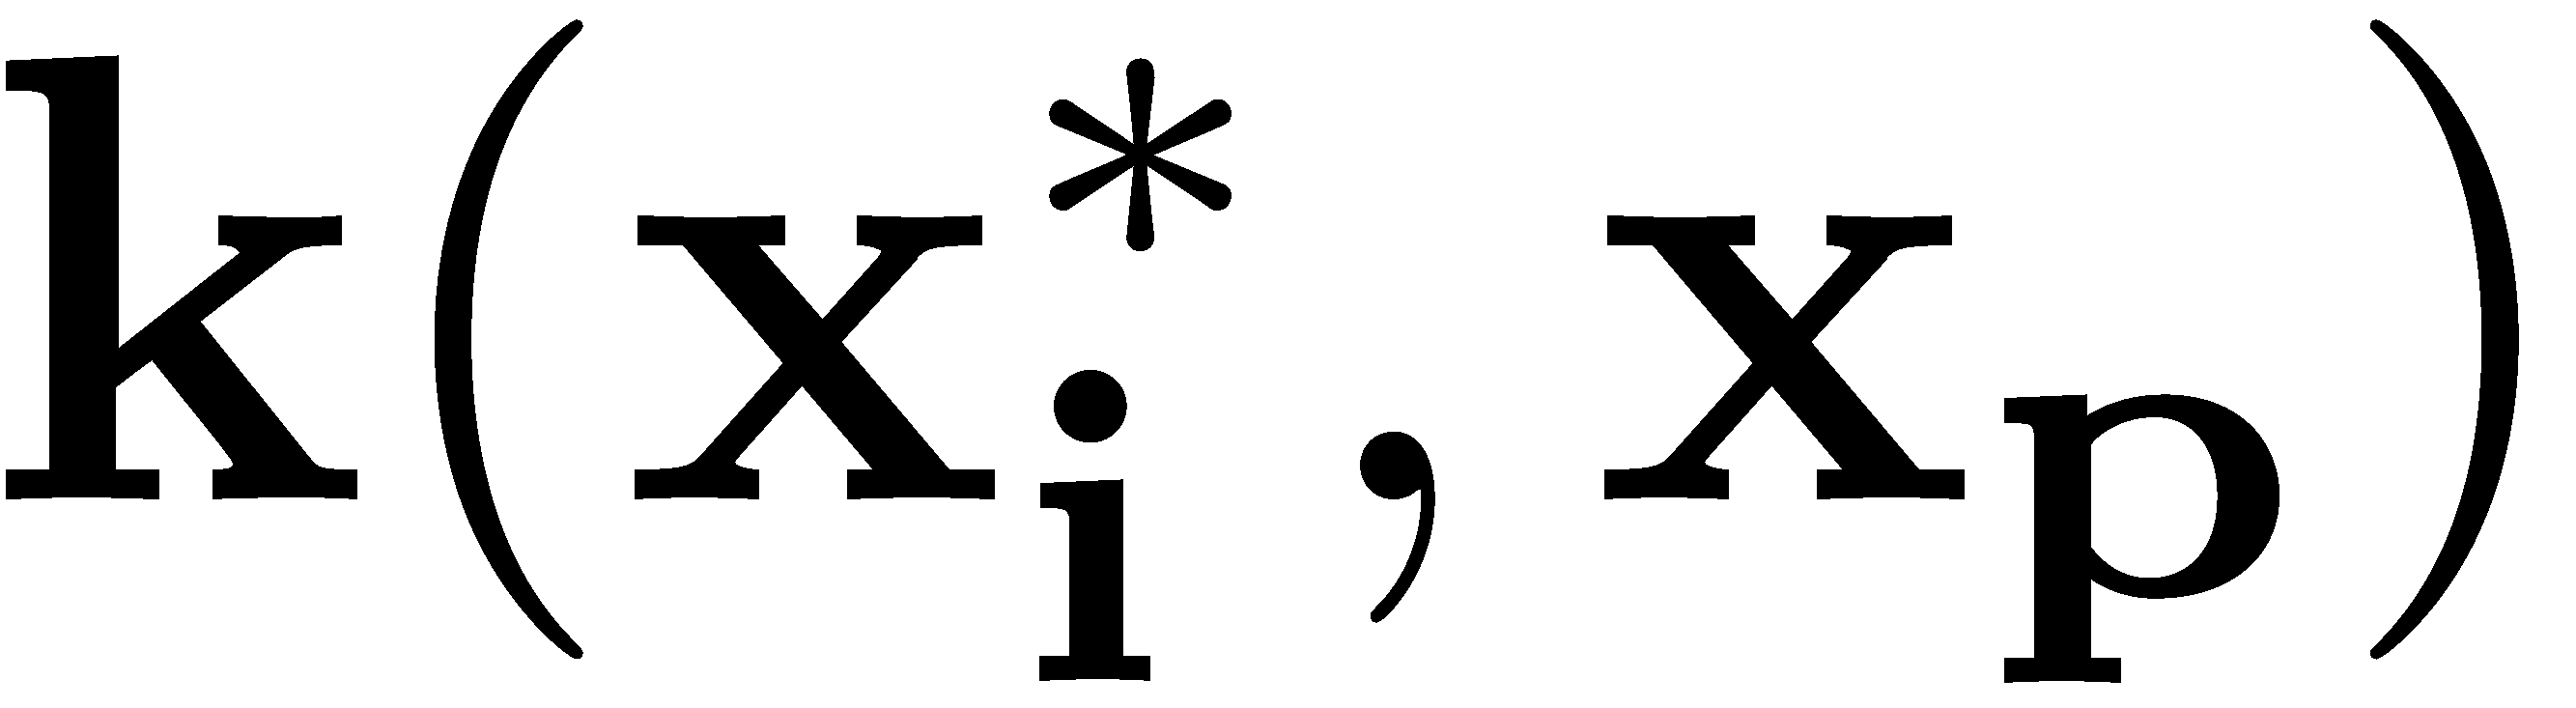 k(x_i^*, x_p)